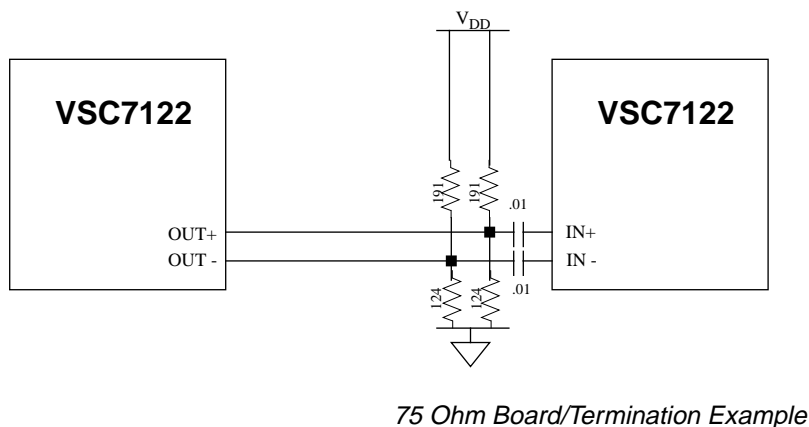 VDD
VSC7122
VSC7122
191
191
.01
OUT+
IN+
OUT -
IN -
124
124
.01
75 Ohm Board/Termination Example